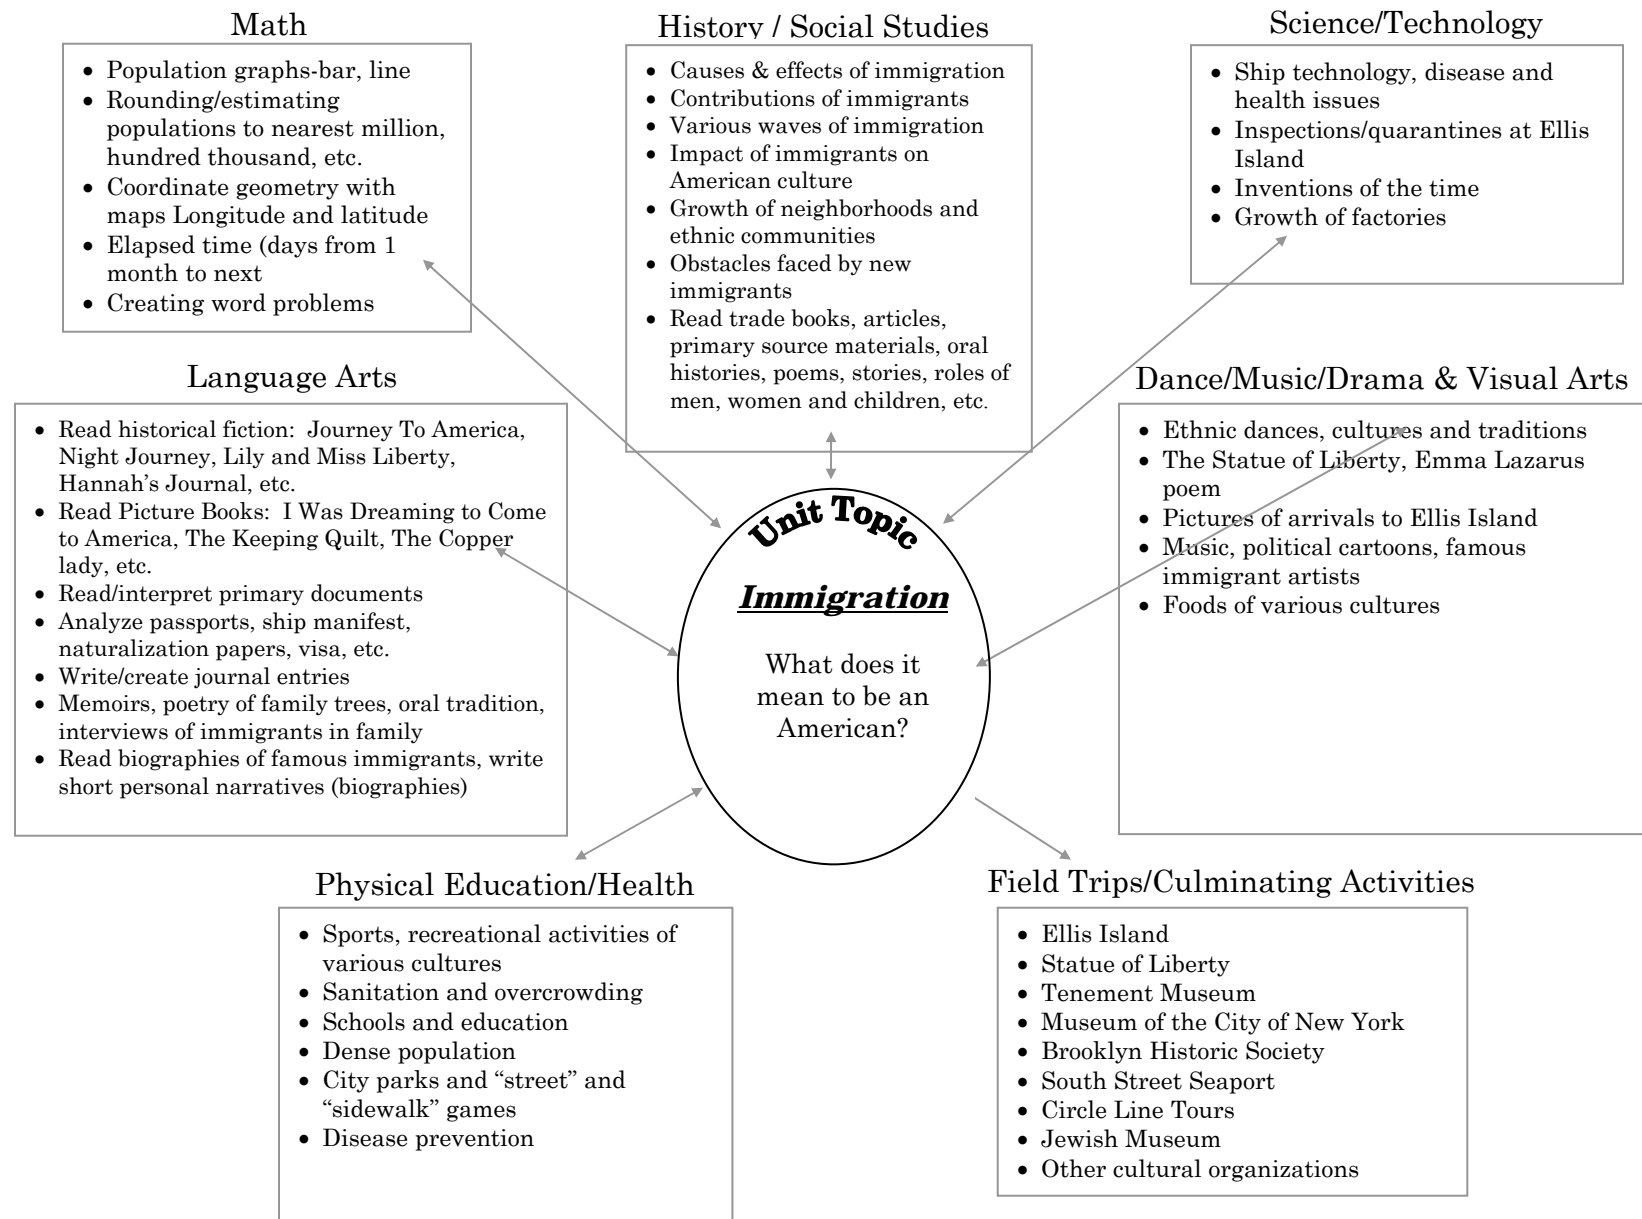 Math
• Population graphs-bar, line
• Rounding/estimating
populations to nearest million,
hundred thousand, etc.
• Coordinate geometry with
maps Longitude and latitude
• Elapsed time (days from 1
month to next
• Creating word problems
History / Social Studies
• Causes & effects of immigration
• Contributions of immigrants
• Various waves of immigration
• Impact of immigrants on
American culture
• Growth of neighborhoods and
ethnic communities
• Obstacles faced by new
immigrants
• Read trade books, articles,
primary source materials, oral
histories, poems, stories, roles of
men, women and children, etc.
Science/Technology
• Ship technology, disease and
health issues
• Inspections/quarantines at Ellis
Island
• Inventions of the time
• Growth of factories
Language Arts
• Read historical fiction:  Journey To America,
Night Journey, Lily and Miss Liberty,
Hannah's Journal, etc.
• Read Picture Books:  I Was Dreaming to Come
to America, The Keeping Quilt, The Copper
lady, etc.
• Read/interpret primary documents
• Analyze passports, ship manifest,
naturalization papers, visa, etc.
• Write/create journal entries
• Memoirs, poetry of family trees, oral tradition,
interviews of immigrants in family
• Read biographies of famous immigrants, write
short personal narratives (biographies)
Unit Topic
Immigration
What does it
mean to be an
American?
Dance/Music/Drama & Visual Arts
• Ethnic dances, cultures and traditions
• The Statue of Liberty, Emma Lazarus
poem
• Pictures of arrivals to Ellis Island
• Music, political cartoons, famous
immigrant artists
• Foods of various cultures
Physical Education/Health
• Sports, recreational activities of
various cultures
• Sanitation and overcrowding
• Schools and education
• Dense population
• City parks and “street” and
“sidewalk” games
• Disease prevention
Field Trips/Culminating Activities
• Ellis Island
• Statue of Liberty
• Tenement Museum
• Museum of the City of New York
• Brooklyn Historic Society
• South Street Seaport
• Circle Line Tours
• Jewish Museum
• Other cultural organizations